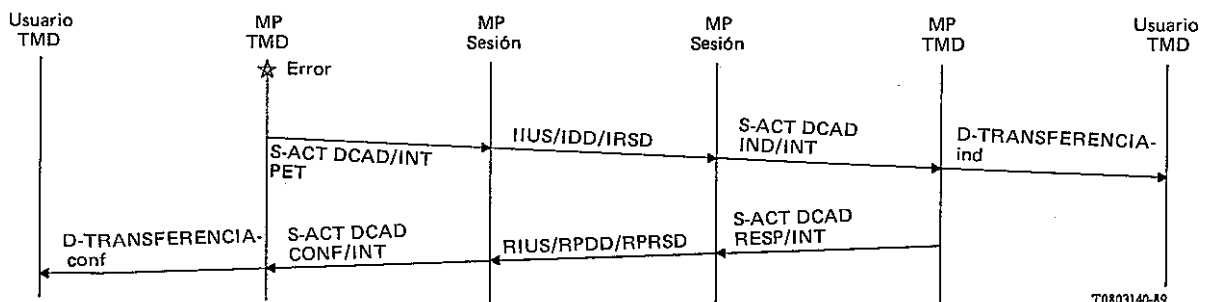 Usuario
TMD
MP
TMD
MP
Sesión
MP
Sesión
MP
TMD
Usuario
TMD
Error
S-ACT DCAD/INT
PET
IIUS/IDD/IRSD
S-ACT DCAD
IND/INT
D-TRANSFERENCIA-
ind
D-TRANSFERENCIA-
conf
S-ACT DCAD
CONF/INT
RIUS/RPDD/RPRSD
S-ACT DCAD
RESP/INT
T0803140-89